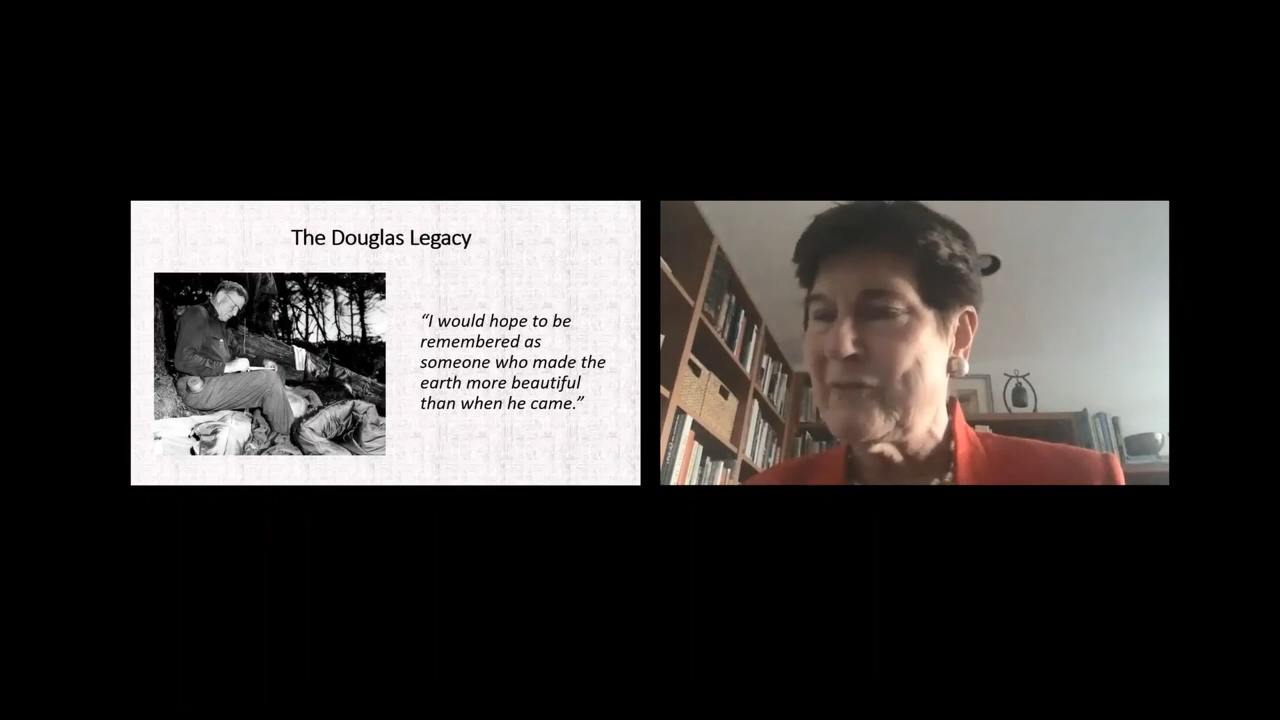 The Douglas Legacy
“I would hope to be
remembered as
someone who made the
earth more beautiful
than when he came.”